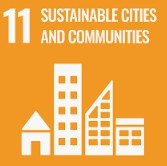 11 SUSTAINABLE CITIES
AND COMMUNITIES